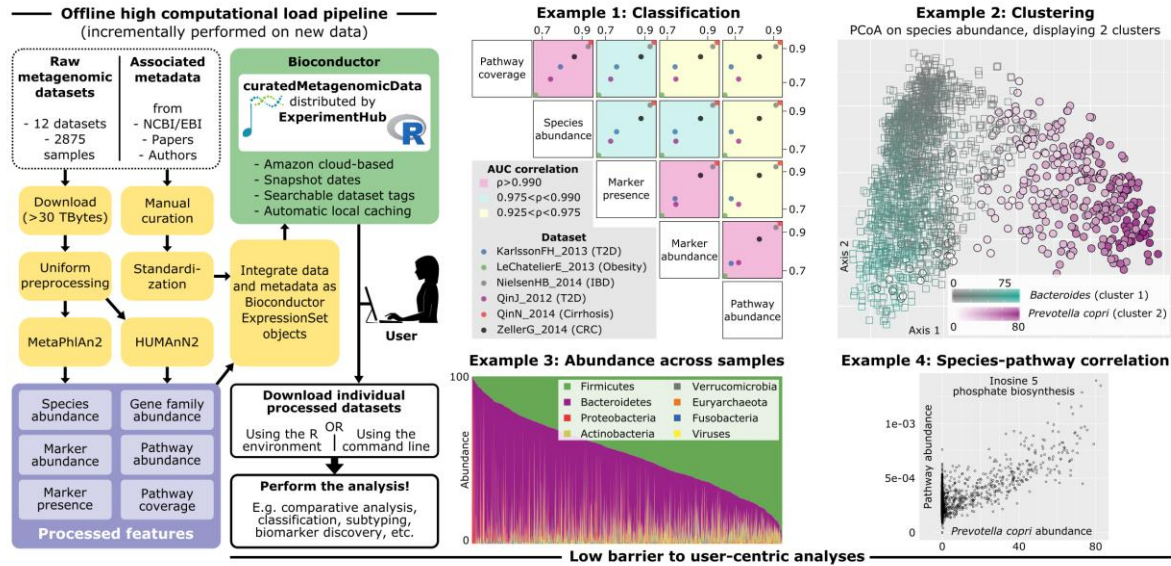 Offline high computational load pipeline
(incrementally performed on new data)
Raw
metagenomic
datasets
- 12 datasets
- 2875
samples
Associated
metadata
from
- NCBI/EBI
- Papers
- Authors
Download
(>30 TBytes)
Manual
curation
Uniform
preprocessing
Standardi-
zation
MetaPhlAn2
HUMAnN2
Integrate data
and metadata as
Bioconductor
ExpressionSet
objects
Species
abundance
Gene family
abundance
Marker
abundance
Pathway
abundance
Marker
presence
Pathway
coverage
Processed features
Bioconductor
curatedMetagenomicData
distributed by
ExperimentHub
R
- Amazon cloud-based
- Snapshot dates
- Searchable dataset tags
- Automatic local caching
User
Download individual
processed datasets
Using the R
environment
OR
Using the
command line
Perform the analysis!
E.g. comparative analysis,
classification, subtyping,
biomarker discovery, etc.
Example 1: Classification
0.7 0.9 0.7 0.9 0.7 0.9 0.7 0.9
Pathway
coverage
0.9
0.7
Species
abundance
0.9
0.7
Marker
presence
0.9
0.7
Marker
abundance
0.9
0.7
Pathway
abundance
AUC correlation
ρ>0.990
0.975<ρ<0.990
0.925<ρ<0.975
Dataset
KarlssonFH_2013 (T2D)
LeChatelierE_2013 (Obesity)
NielsenHB_2014 (IBD)
QinJ_2012 (T2D)
QinN_2014 (Cirrhosis)
ZellerG_2014 (CRC)
Example 2: Clustering
PCoA on species abundance, displaying 2 clusters
Axis 2
Axis 1
0 75
Bacteroides (cluster 1)
Prevotella copri (cluster 2)
0 80
Example 3: Abundance across samples
100
Abundance
0
Firmicutes
Bacteroidetes
Proteobacteria
Actinobacteria
Verrucomicrobia
Euryarchaeota
Fusobacteria
Viruses
Example 4: Species-pathway correlation
Inosine 5
phosphate biosynthesis
Pathway abundance
1e-03
5e-04
0
Prevotella copri abundance
0 40 80
Low barrier to user-centric analyses